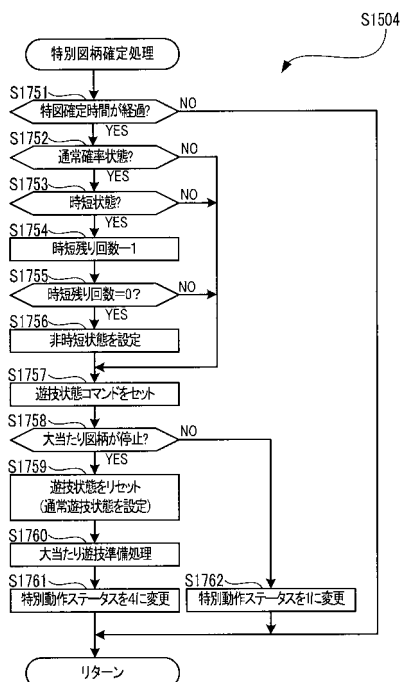 S1504
特別図柄確定処理
S1751
特図確定時間が経過?
NO
YES
S1752
通常確率状態?
NO
YES
S1753
時短状態?
NO
YES
S1754
時短残り回数ー1
S1755
時短残り回数=0?
NO
YES
S1756
非時短状態を設定
S1757
遊技状態コマンドをセット
S1758
大当たり図柄が停止?
NO
YES
S1759
遊技状態をリセット
(通常遊技状態を設定)
S1760
大当たり遊技準備処理
S1761
特別動作ステータスを4に変更
S1762
特別動作ステータスを1に変更
リターン